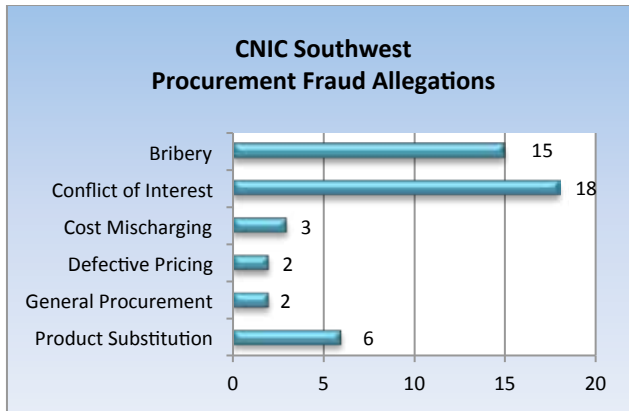 CNIC Southwest
Procurement Fraud Allegations
Bribery 15
Conflict of Interest 18
Cost Mischarging 3
Defective Pricing 2
General Procurement 2
Product Substitution 6
0 5 10 15 20